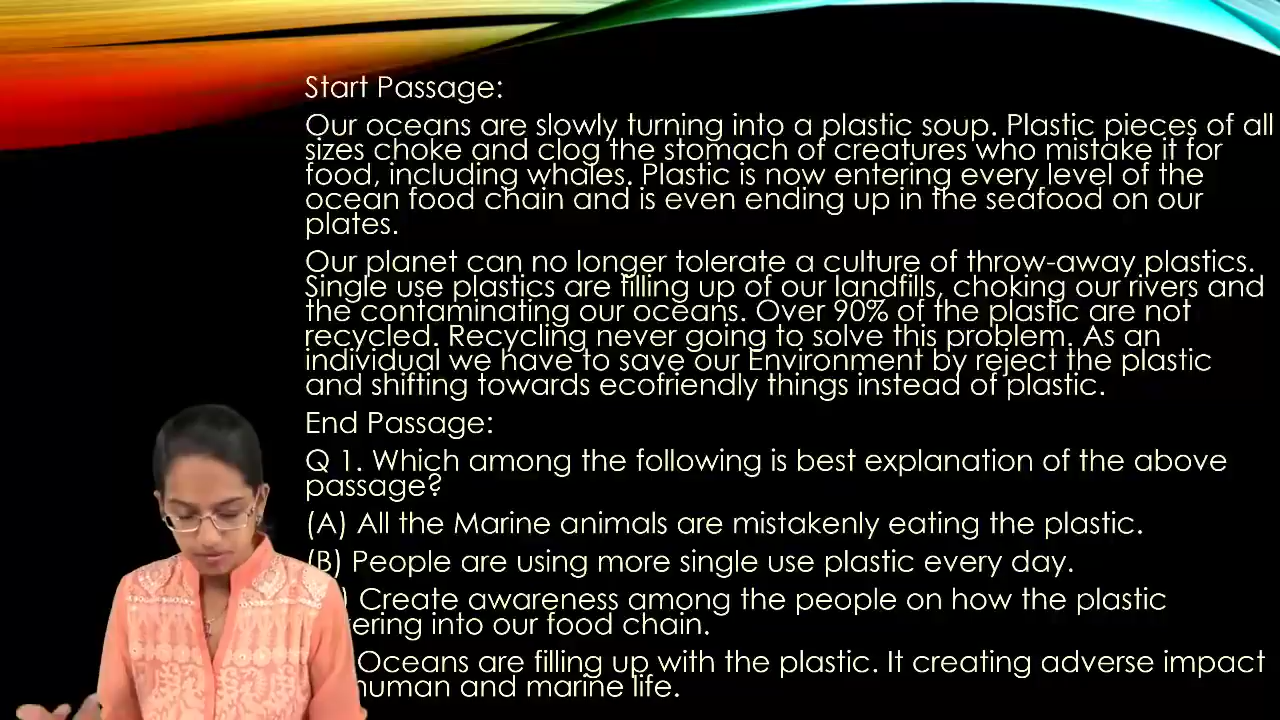 Start Passage:
Our oceans are slowly turning into a plastic soup. Plastic pieces of all
sizes choke and clog the stomach of creatures who mistake it for
food, including whales. Plastic is now entering every level of the
ocean food chain and is even ending up in the seafood on our
plates.
Our planet can no longer tolerate a culture of throw-away plastics.
Single use plastics are filling up of our landfills, choking our rivers and
the contaminating our oceans. Over 90% of the plastic are not
recycled. Recycling never going to solve this problem. As an
individual we have to save our Environment by reject the plastic
and shifting towards ecofriendly things instead of plastic.
End Passage:
Q 1. Which among the following is best explanation of the above
passage?
(A) All the Marine animals are mistakenly eating the plastic.
(B) People are using more single use plastic every day.
) Create awareness among the people on how the plastic
ering into our food chain.
Oceans are filling up with the plastic. It creating adverse impact
human and marine life.